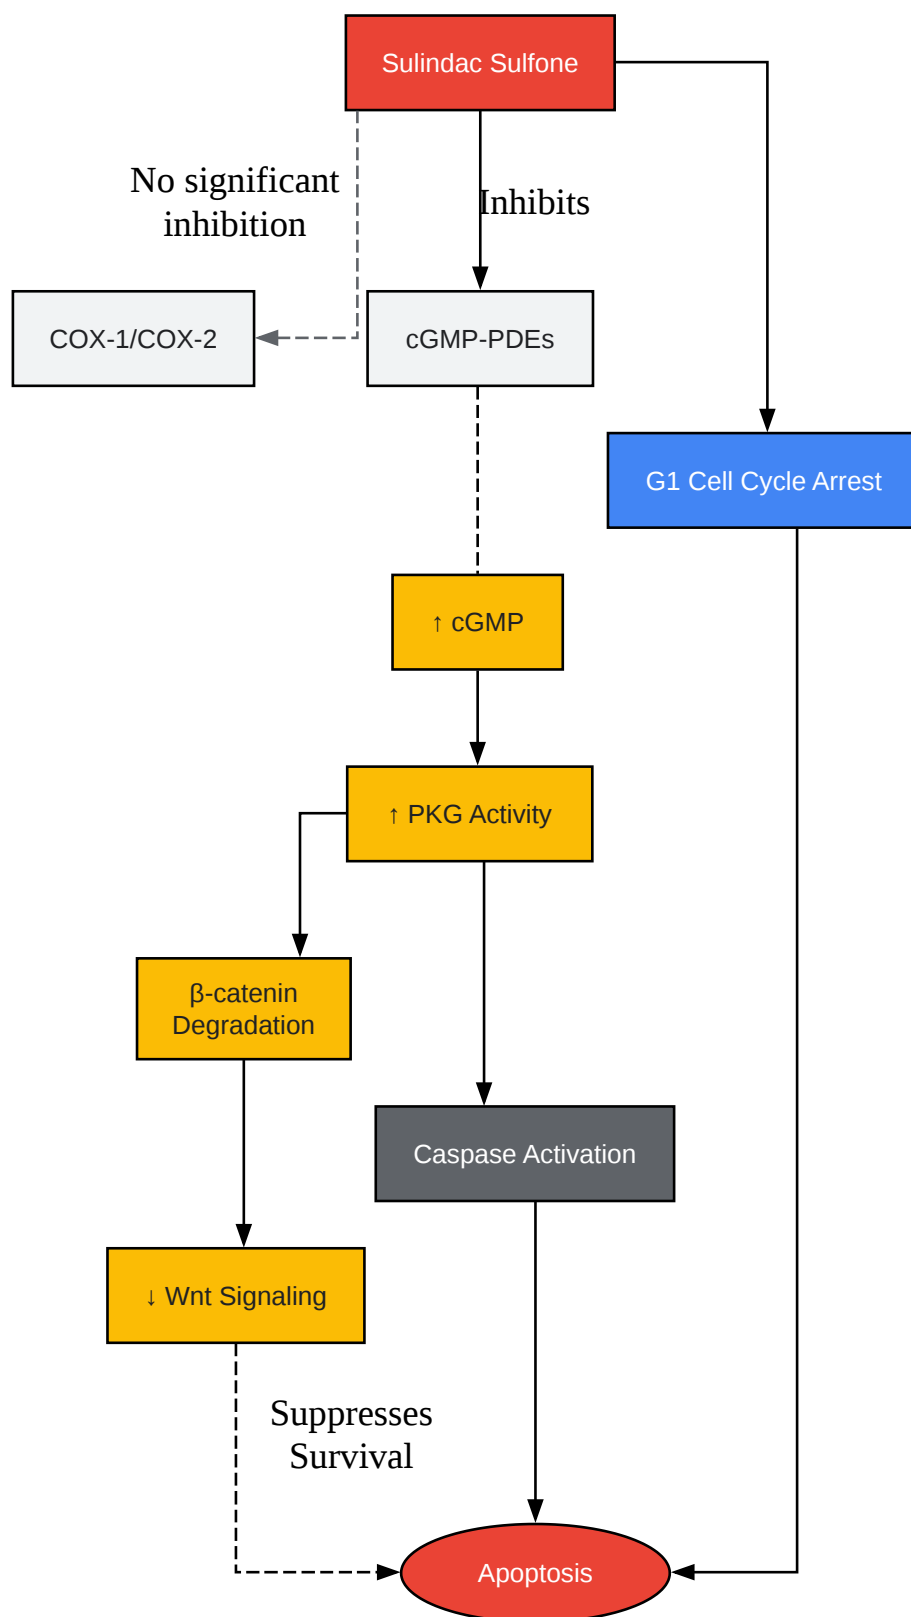 Sulindac Sulfone
No significant
inhibition
Inhibits
COX-1/COX-2
cGMP-PDEs
G1 Cell Cycle Arrest
↑ cGMP
↑ PKG Activity
β-catenin
Degradation
Caspase Activation
↓ Wnt Signaling
Suppresses
Survival
Apoptosis